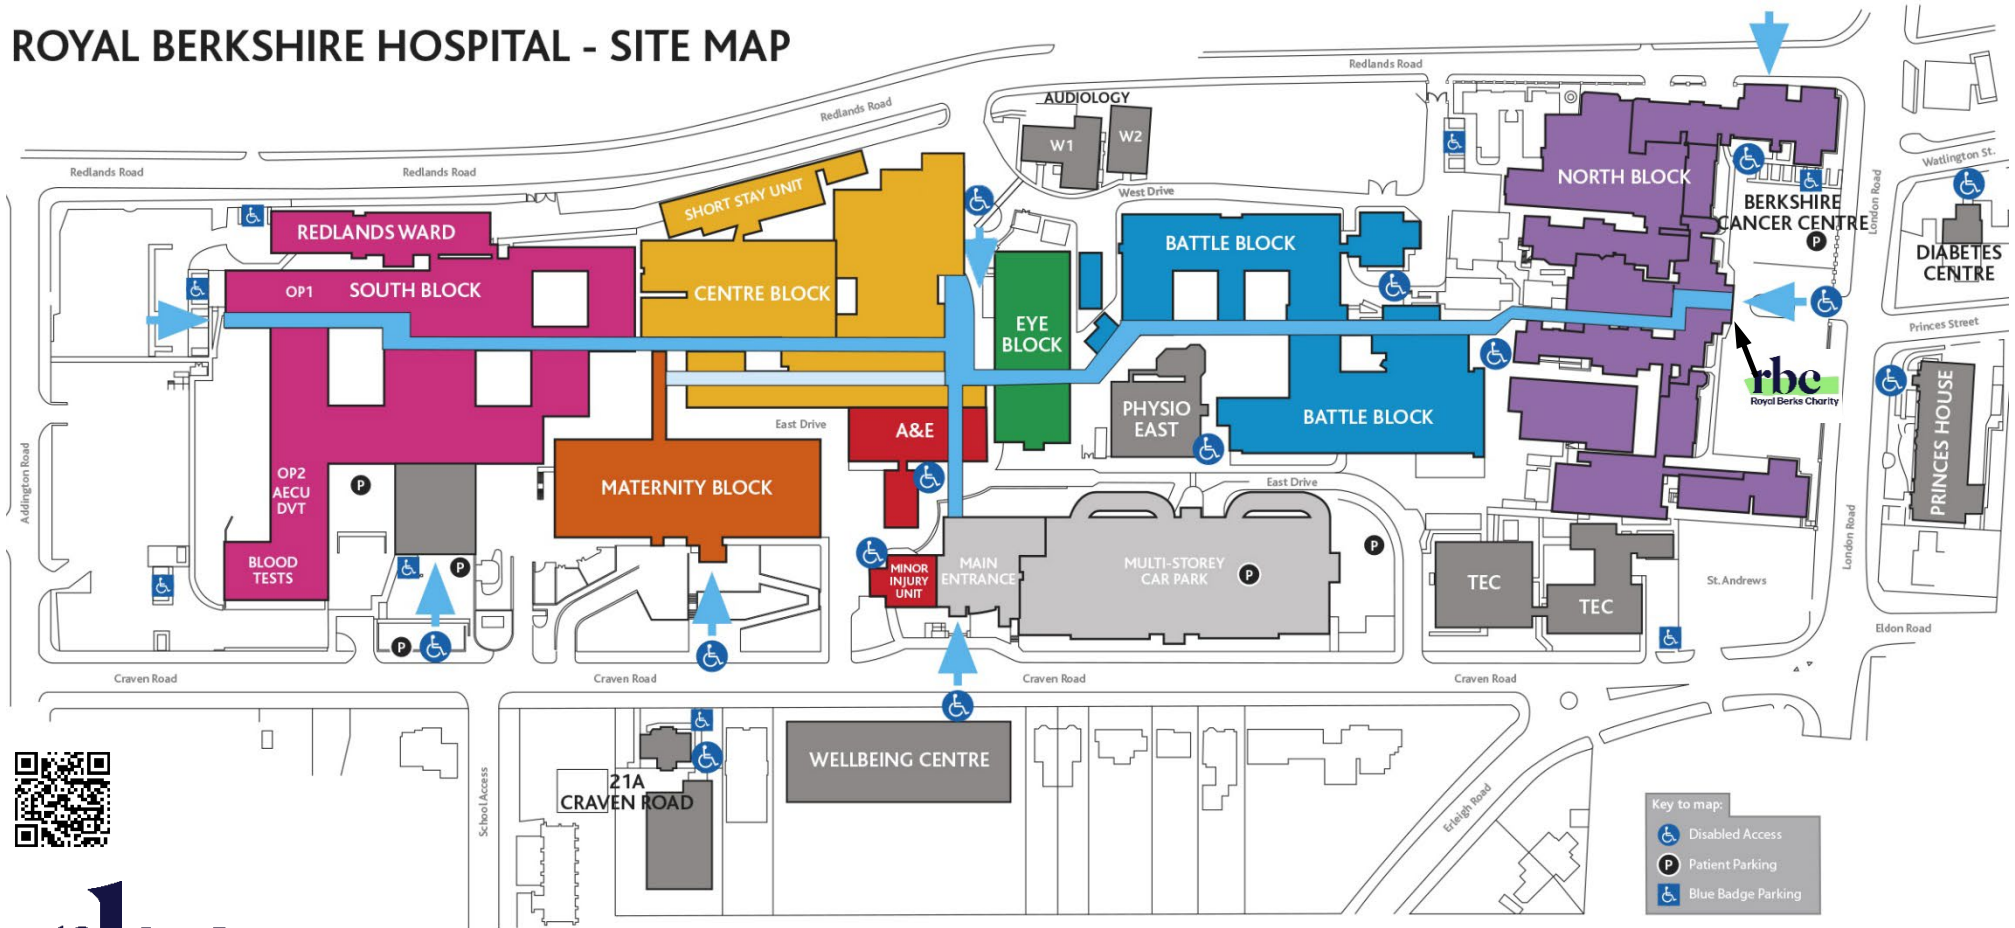 ROYAL BERKSHIRE HOSPITAL - SITE MAP
Redlands Road
Redlands Road
Redlands Road
Redlands Road
AUDIOLOGY
W1
W2
West Drive
SHORT STAY UNIT
REDLANDS WARD
OP1
SOUTH BLOCK
CENTRE BLOCK
EYE
BLOCK
BATTLE BLOCK
NORTH BLOCK
BERKSHIRE
CANCER CENTRE
P
London Road
Watlington St.
DIABETES
CENTRE
Princes Street
rbc
Royal Berks Charity
PRINCES HOUSE
PHYSIO
EAST
BATTLE BLOCK
East Drive
A&E
Addington Road
OP2
AECU
DVT
P
MATERNITY BLOCK
East Drive
BLOOD
TESTS
P
P
MINOR
INJURY
UNIT
MAIN
ENTRANCE
MULTI-STOREY
CAR PARK
P
P
TEC
TEC
St. Andrews
London Road
Eldon Road
Craven Road
Craven Road
Craven Road
Craven Road
School Access
21A
CRAVEN ROAD
WELLBEING CENTRE
Erleigh Road
Key to map:
Disabled Access
P
Patient Parking
Blue Badge Parking